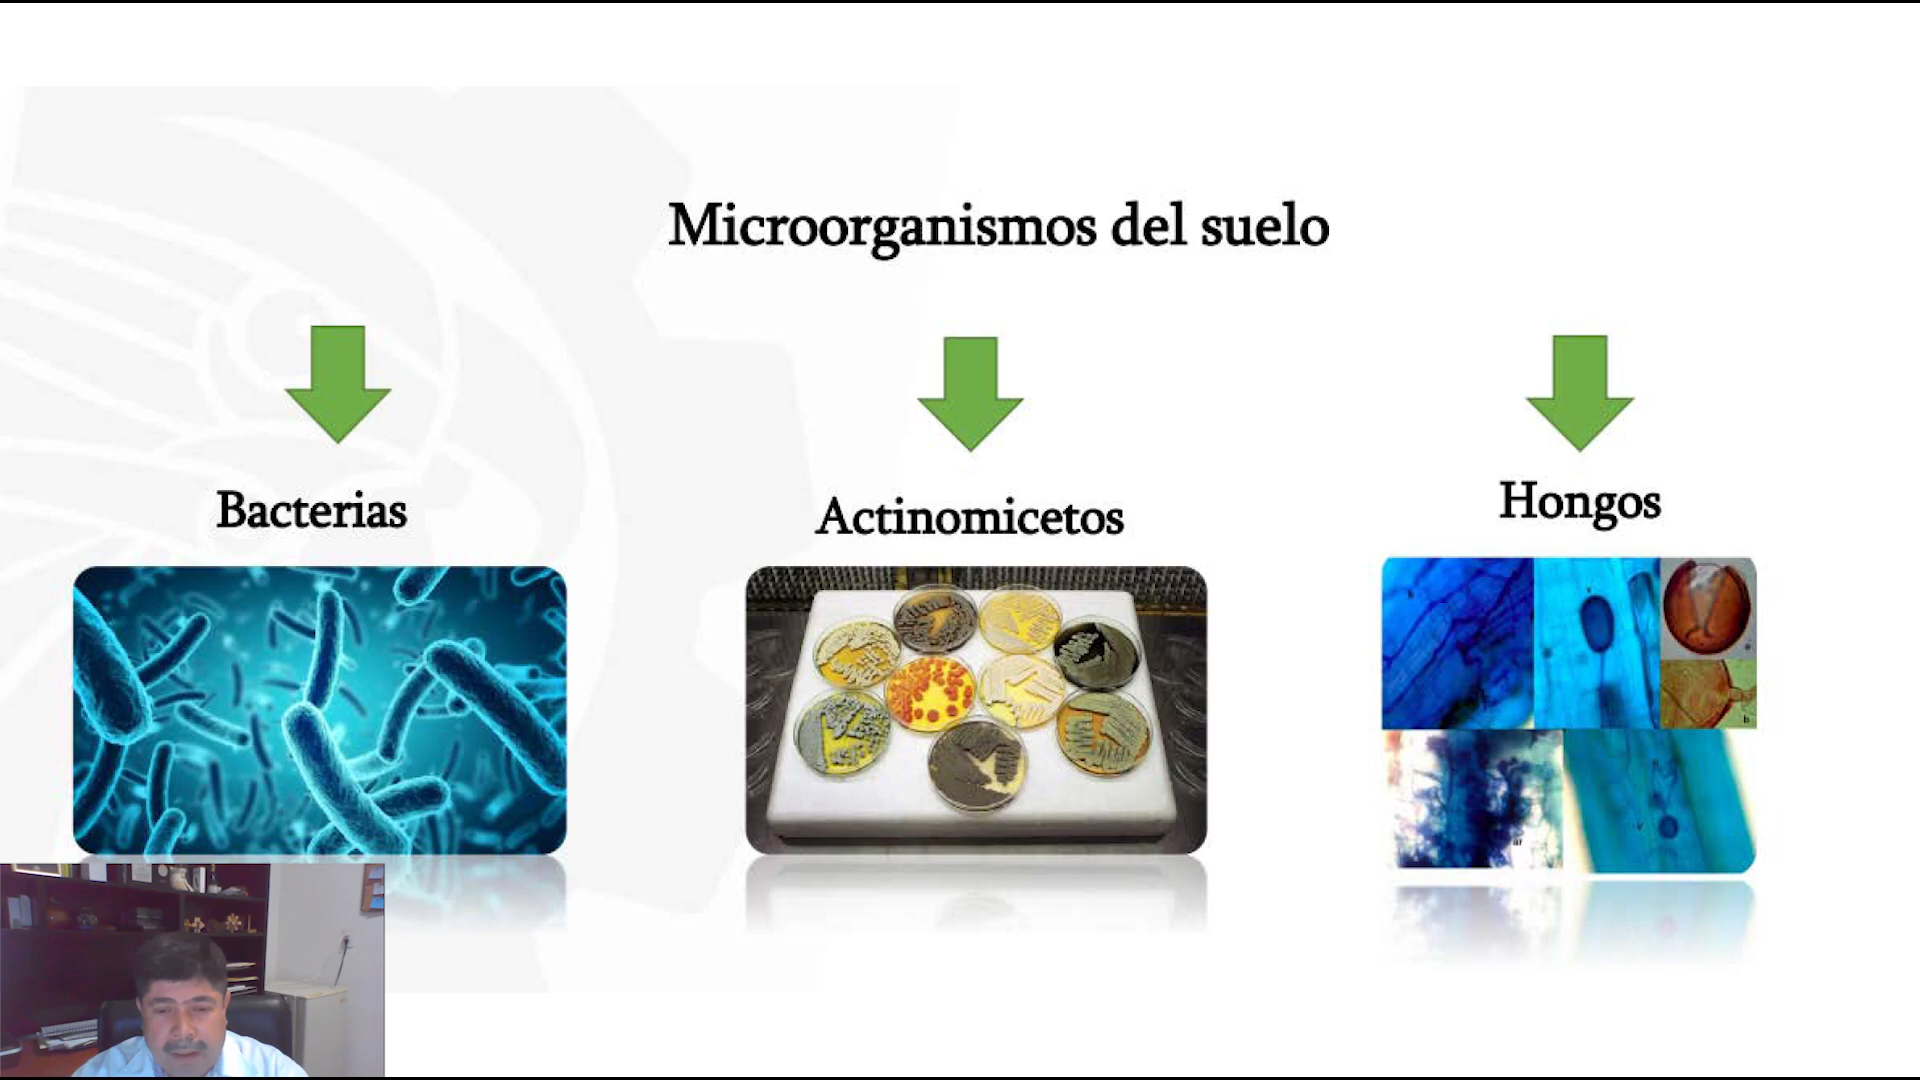 Microorganismos del suelo
Bacterias
Actinomicetos
Hongos